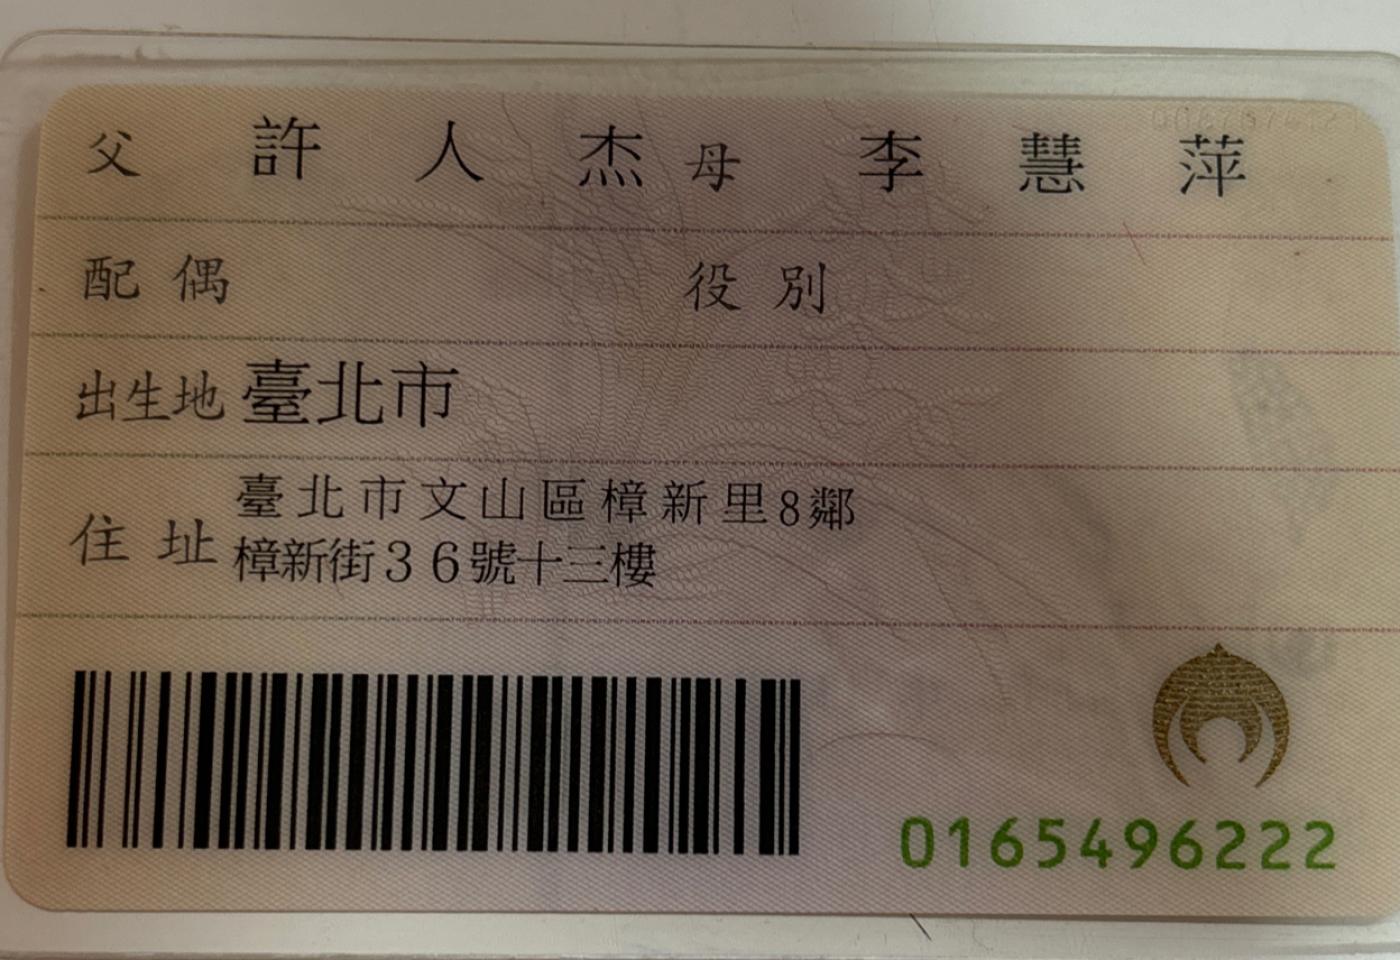 父 許人杰 母 李慧萍
配偶 役別
出生地 臺北市
住址 臺北市文山區樟新里8鄰
樟新街36號十三樓
0165496222